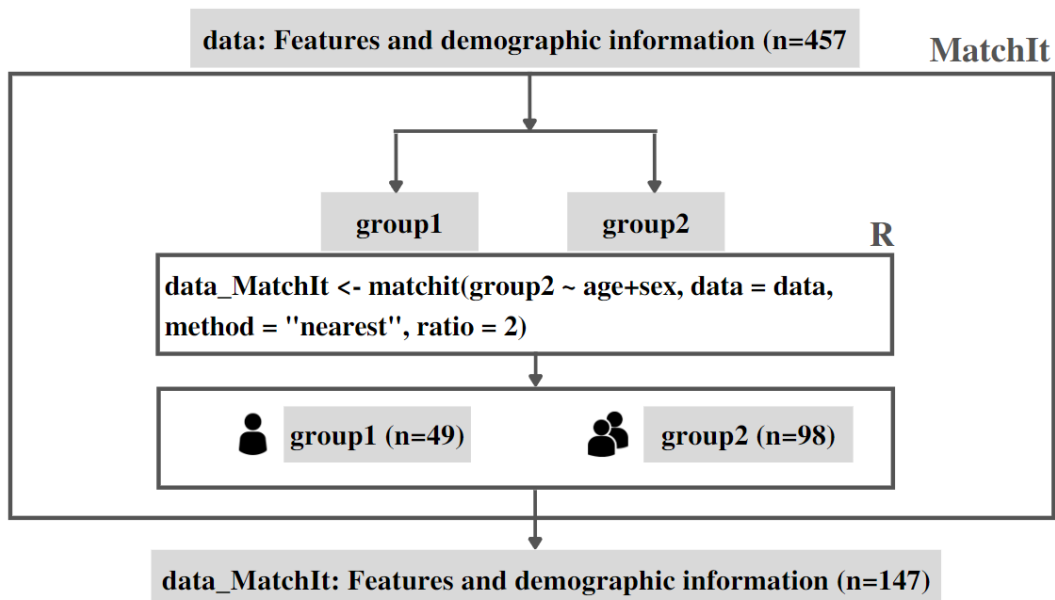 data: Features and demographic information (n=457
MatchIt
group1
group2
R
data_MatchIt <- matchit(group2 ~ age+sex, data = data,
method = "nearest", ratio = 2)
group1 (n=49)
group2 (n=98)
data_MatchIt: Features and demographic information (n=147)